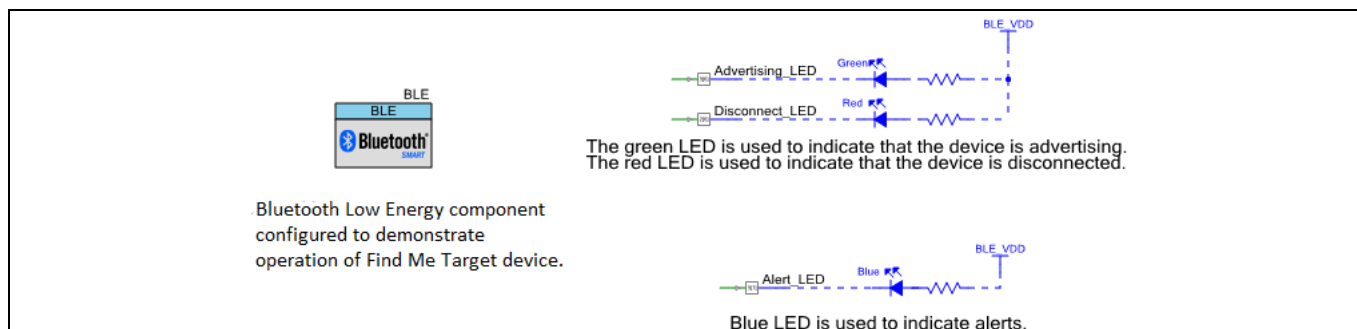 BLE
BLE
Bluetooth
SMART
Bluetooth Low Energy component
configured to demonstrate
operation of Find Me Target device.
BLE_VDD
Advertising_LED Green
Disconnect_LED Red
The green LED is used to indicate that the device is advertising.
The red LED is used to indicate that the device is disconnected.
BLE_VDD
Alert_LED Blue
Blue LED is used to indicate alerts.